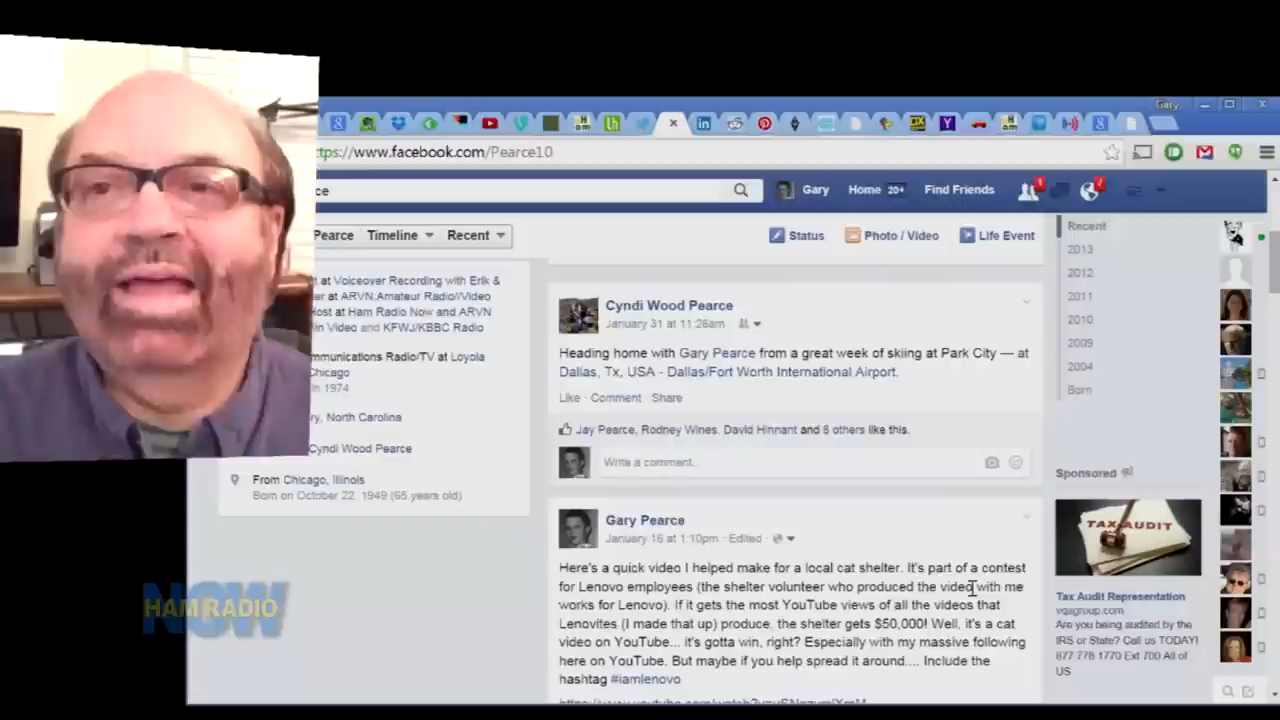 Gary
ttps://www.facebook.com/Pearce10
ce
Gary
Home 20+
Find Friends
1
7
Pearce
Timeline
Recent
Status
Photo / Video
Life Event
t at Voiceover Recording with Erik &
er at ARVN:Amateur Radio//Video
Host at Ham Radio Now and ARVN
in Video and KFWJ/KBBC Radio
mmunications Radio/TV at Loyola
Chicago
in 1974
ry, North Carolina
Cyndi Wood Pearce
From Chicago, Illinois
Born on October 22, 1949 (65 years old)
Cyndi Wood Pearce
January 31 at 11:26am
Heading home with Gary Pearce from a great week of skiing at Park City — at
Dallas, Tx, USA - Dallas/Fort Worth International Airport.
Like · Comment · Share
Jay Pearce, Rodney Wines, David Hinnant and 8 others like this.
Write a comment...
Gary Pearce
January 16 at 1:10pm · Edited ·
Here's a quick video I helped make for a local cat shelter. It's part of a contest
for Lenovo employees (the shelter volunteer who produced the video with me
works for Lenovo). If it gets the most YouTube views of all the videos that
Lenovites (I made that up) produce, the shelter gets $50,000! Well, it's a cat
video on YouTube... it's gotta win, right? Especially with my massive following
here on YouTube. But maybe if you help spread it around.... Include the
hashtag #iamlenovo
Recent
2013
2012
2011
2010
2009
2004
Born
Sponsored
TAX AUDIT
Tax Audit Representation
Are you being audited by the
IRS or State? Call us TODAY!
877 778 1770 Ext 700 All of
US
HAM RADIO
NOW